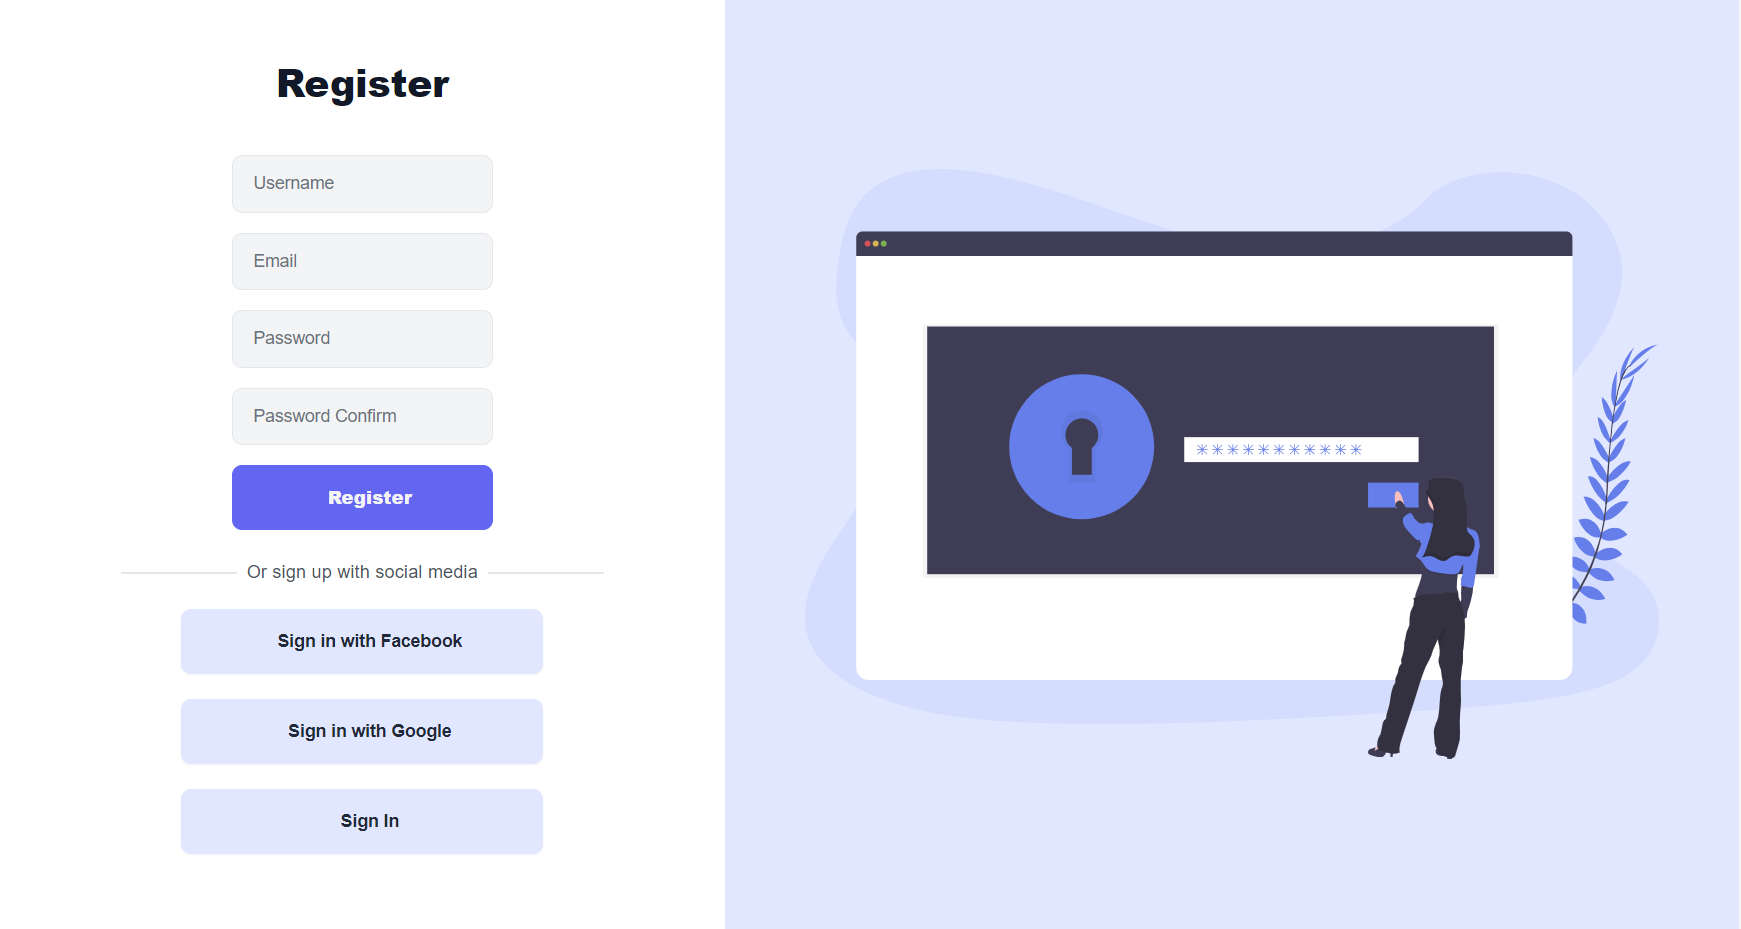 Register
Username
Email
Password
Password Confirm
Register
Or sign up with social media
Sign in with Facebook
Sign in with Google
Sign In
***********